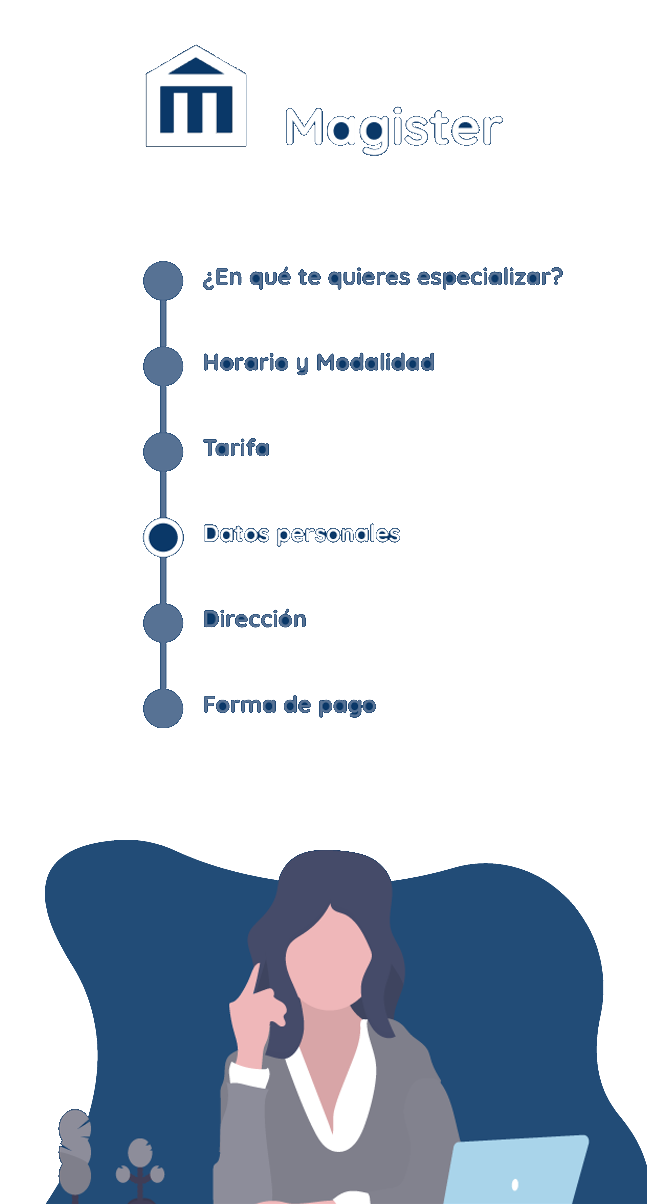 Magister
¿En qué te quieres especializar?
Horario y Modalidad
Tarifa
Datos personales
Dirección
Forma de pago